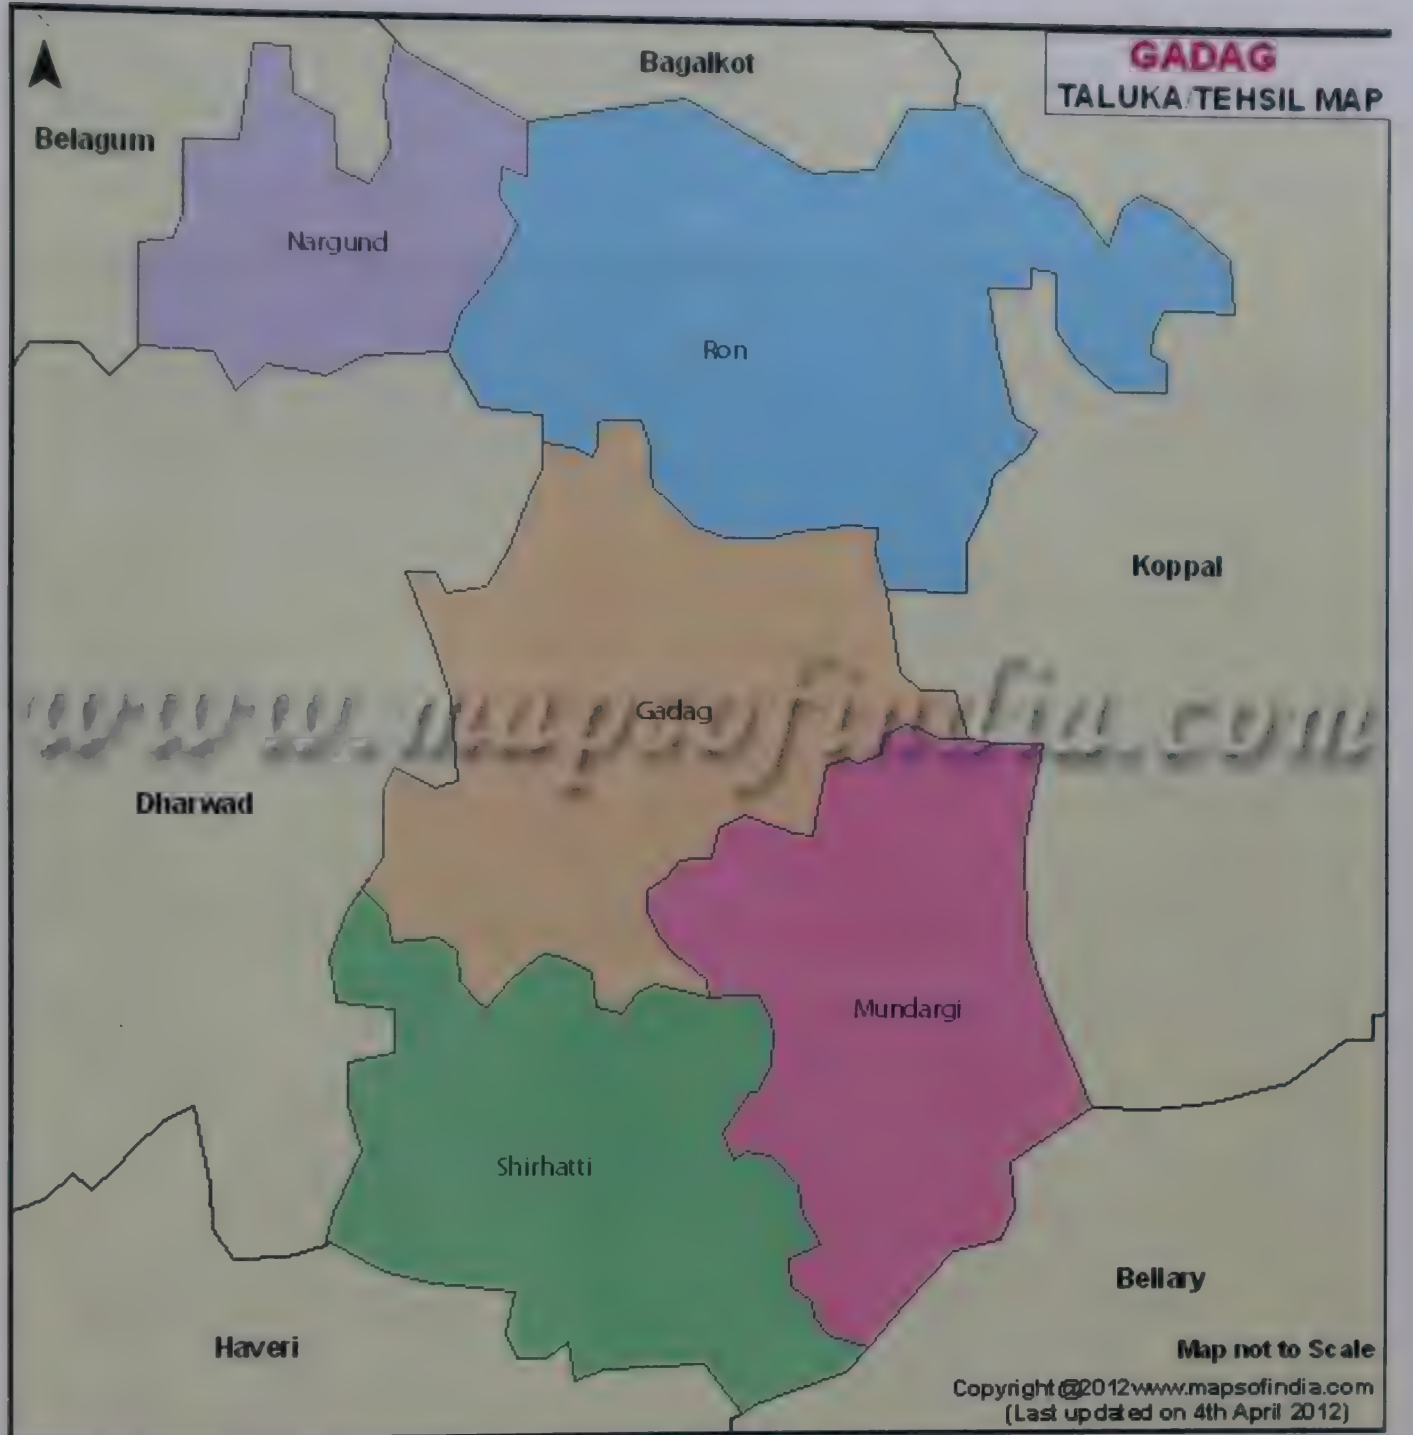 GADAG
TALUKA/TEHSIL MAP
Bagalkot
Belagum
Nargund
Ron
Koppal
Gadag
www.mapsofindia.com
Dharwad
Mundargi
Shirhatti
Bellary
Haveri
Map not to Scale
Copyright@2012www.mapsofindia.com
(Last updated on 4th April 2012)